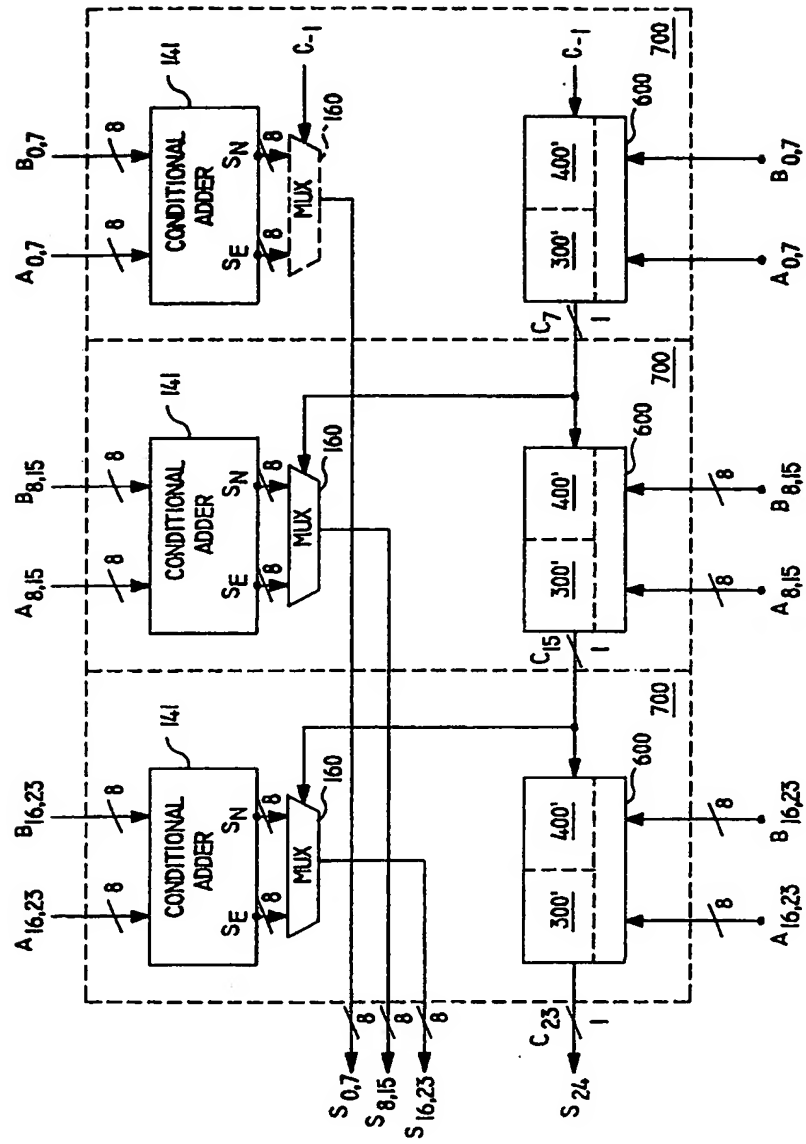 A16,23 B16,23 A8,15 B8,15 A0,7 B0,7
8 8 8 8 8 8
141 141 141
CONDITIONAL ADDER CONDITIONAL ADDER CONDITIONAL ADDER
SE SN SE SN SE SN
8 8 8 8 8 8
MUX MUX MUX C-1
160 160 160
S0,7 8
S8,15 8
S16,23 8
700 700 700
S24 C23 300' 400' C15 300' 400' C7 300' 400' C-1
1 1 1
600 600 600
8 8 8 8
A16,23 B16,23 A8,15 B8,15 A0,7 B0,7